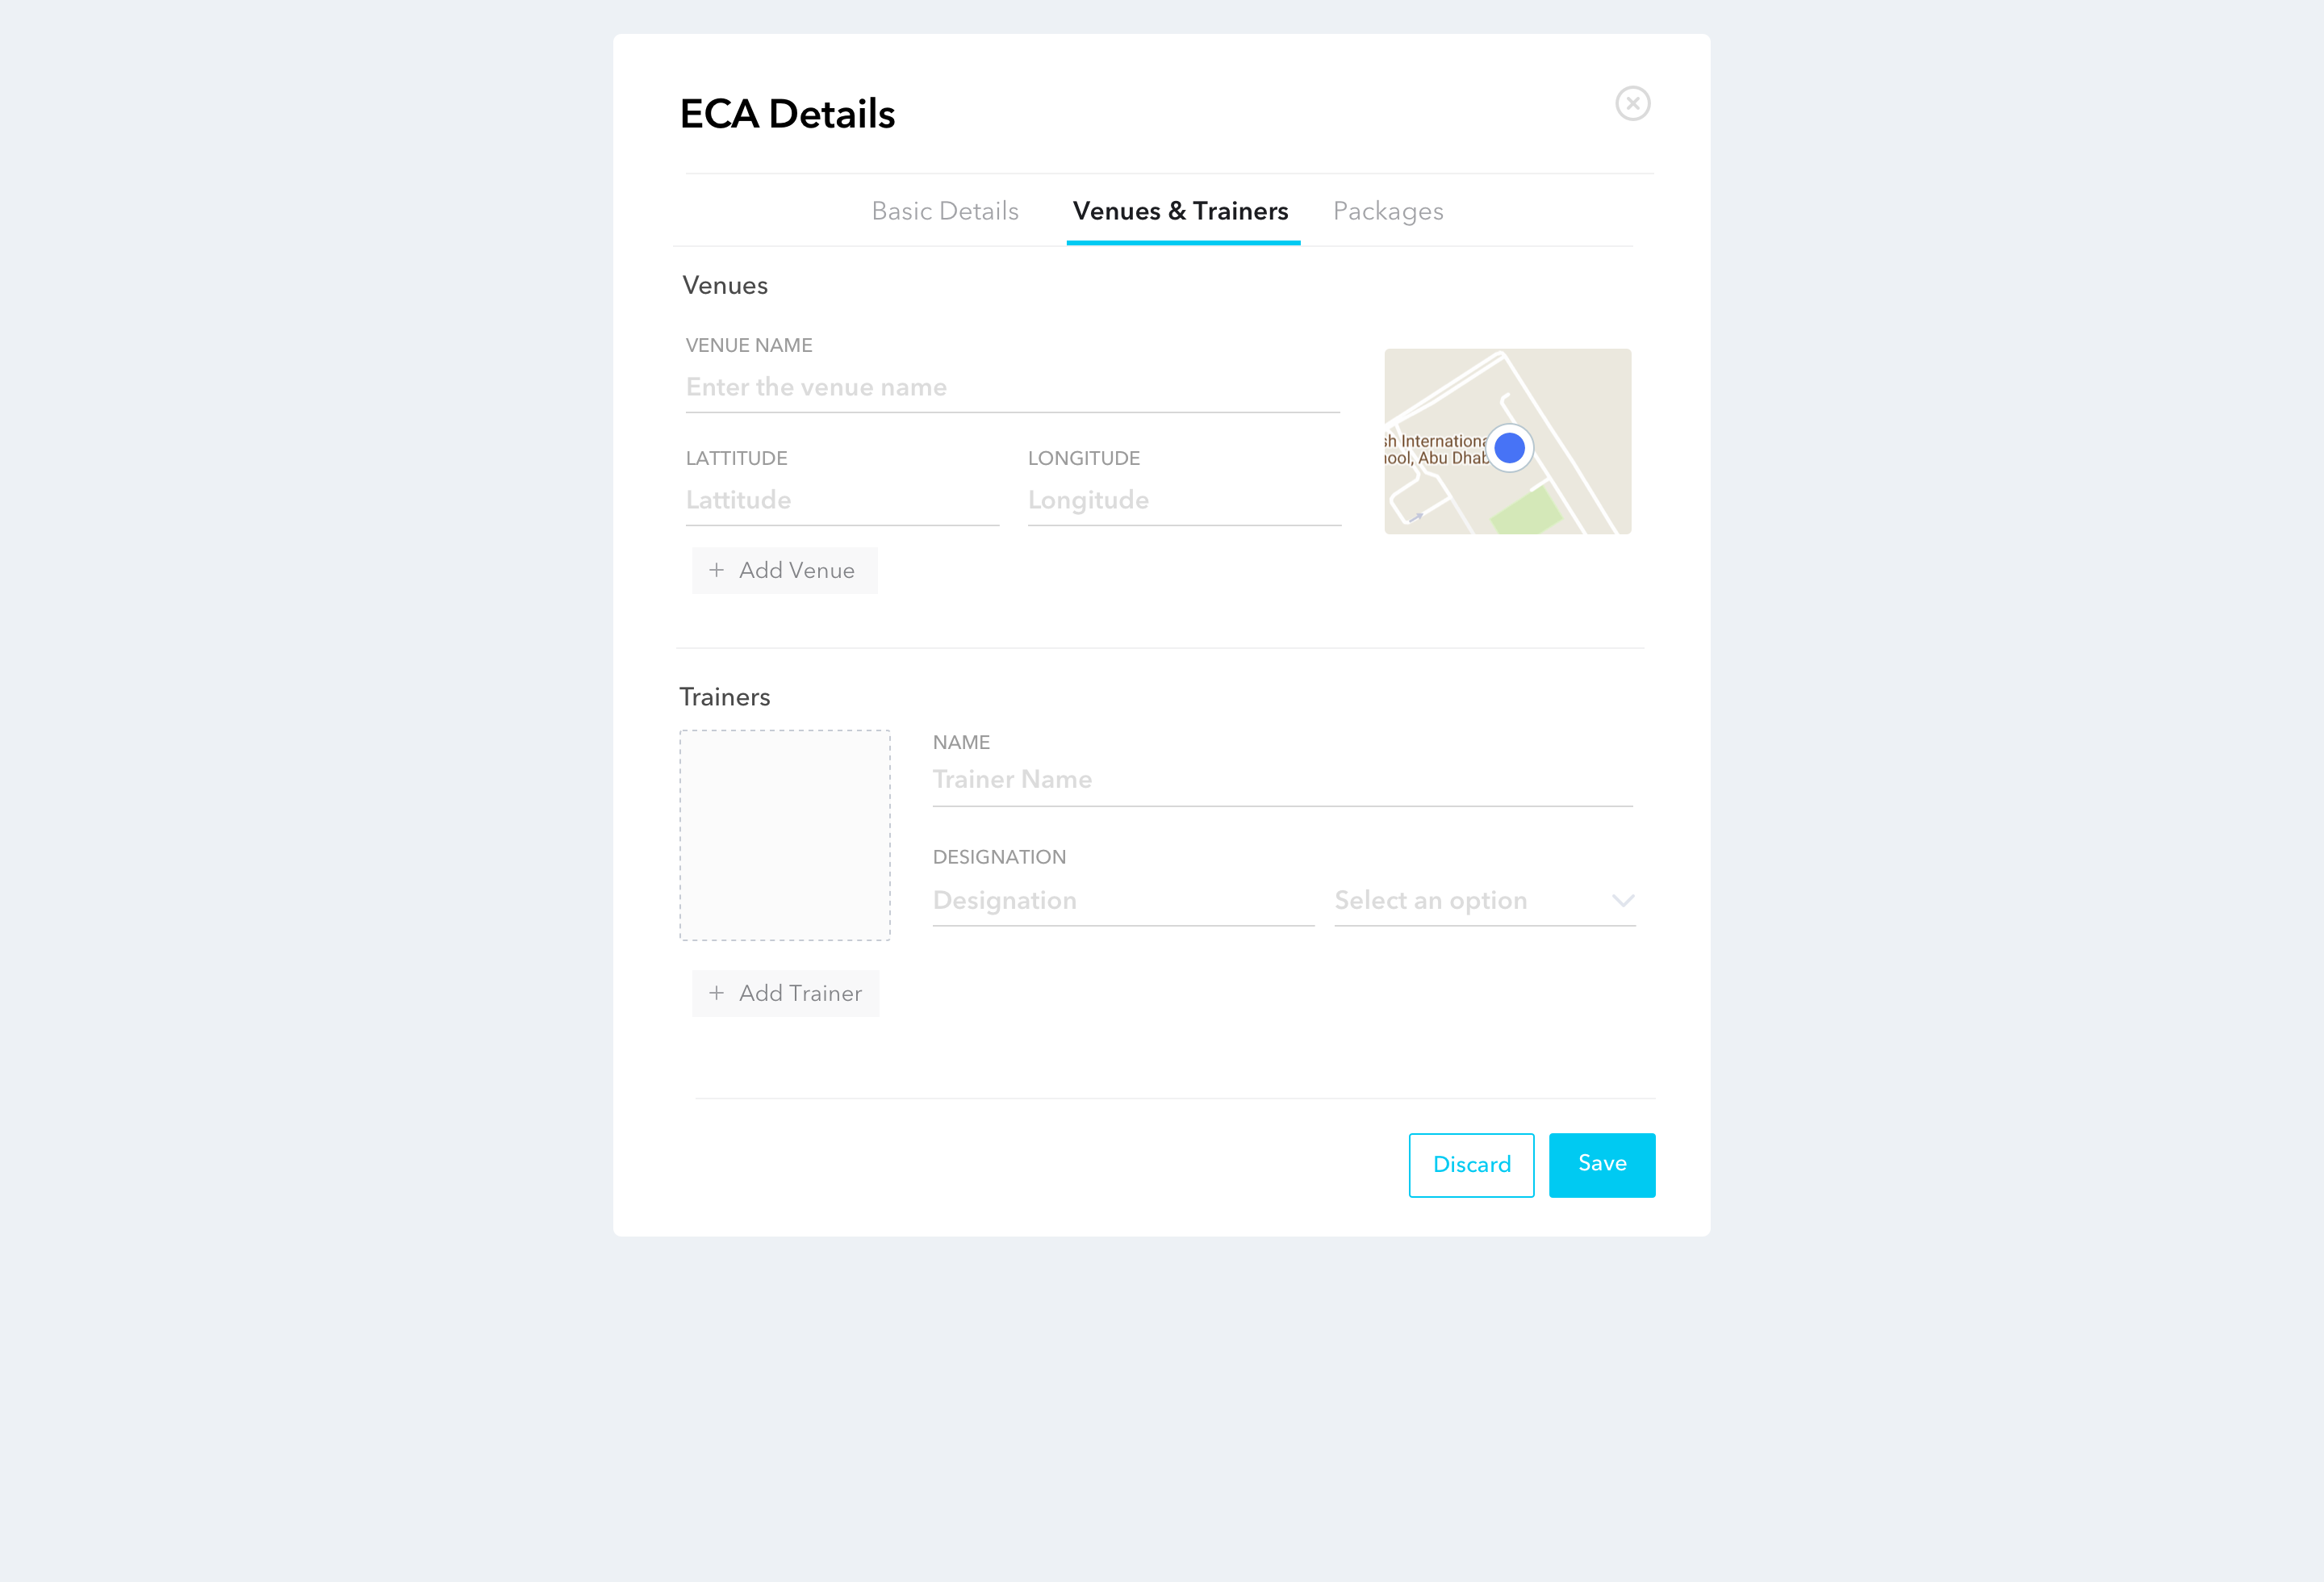 ECA Details
Basic Details Venues & Trainers Packages
Venues
VENUE NAME
Enter the venue name
LATTITUDE LONGITUDE
Lattitude Longitude
sh Internationa
ool, Abu Dhab
+ Add Venue
Trainers
NAME
Trainer Name
DESIGNATION
Designation Select an option
+ Add Trainer
Discard Save